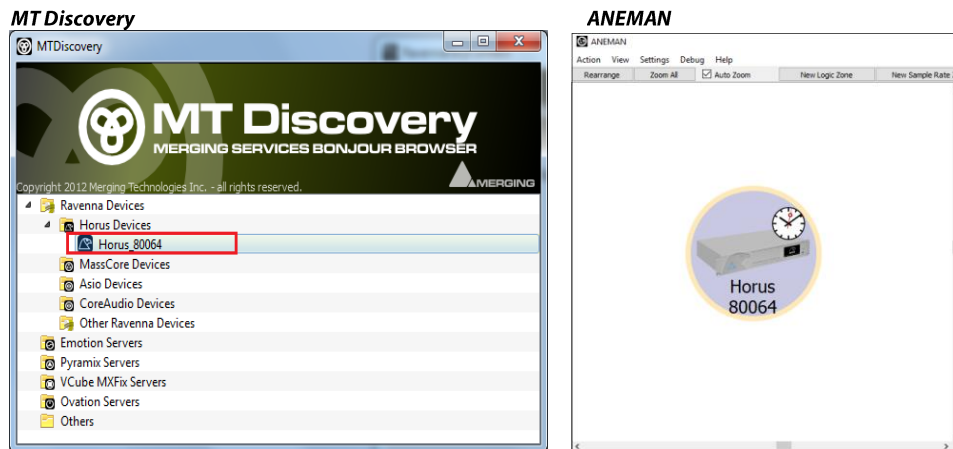 MT Discovery
MTDiscovery
MT Discovery
MERGING SERVICES BONJOUR BROWSER
Copyright 2012 Merging Technologies Inc. - all rights reserved.
MERGING
Ravenna Devices
Horus Devices
Horus_80064
MassCore Devices
Asio Devices
CoreAudio Devices
Other Ravenna Devices
Emotion Servers
Pyramix Servers
VCube MXFix Servers
Ovation Servers
Others
ANEMAN
ANEMAN
Action View Settings Debug Help
Rearrange Zoom All Auto Zoom New Logic Zone New Sample Rate
Horus
80064